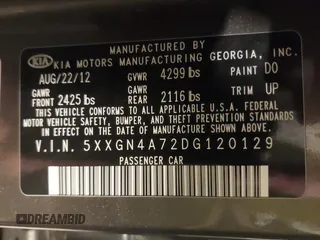 MANUFACTURED BY
KIA KIA MOTORS MANUFACTURING GEORGIA, INC.
AUG/22/12 GVWR 4299 lbs PAINT D0
GAWR FRONT 2425 lbs GAWR REAR 2116 lbs TRIM UP
THIS VEHICLE CONFORMS TO ALL APPLICABLE U.S.A. FEDERAL
MOTOR VEHICLE SAFETY, BUMPER, AND THEFT PREVENTION
STANDARDS IN EFFECT ON THE DATE OF MANUFACTURE SHOWN ABOVE.
V.I.N. 5XXGN4A72DG120129
PASSENGER CAR
DREAMBID